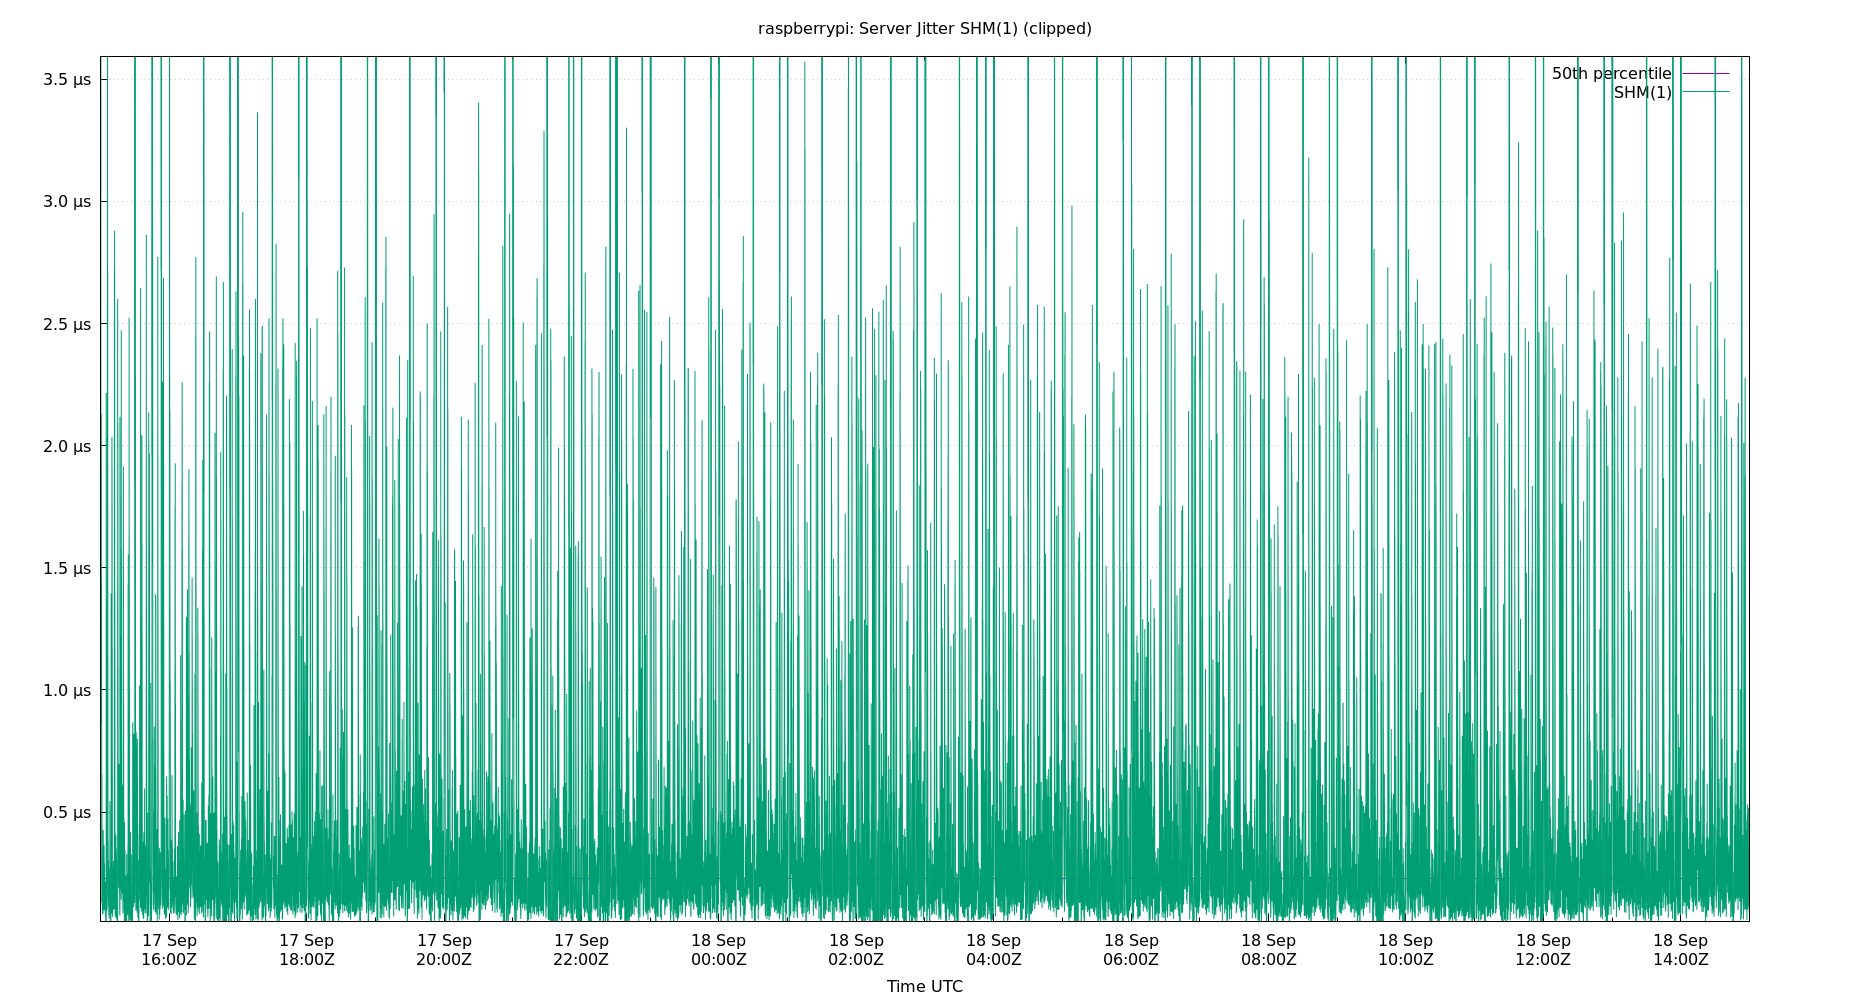 raspberrypi: Server Jitter SHM(1) (clipped)
50th percentile
SHM(1)
3.5 μs
3.0 μs
2.5 μs
2.0 μs
1.5 μs
1.0 μs
0.5 μs
17 Sep 17 Sep 17 Sep 17 Sep 18 Sep 18 Sep 18 Sep 18 Sep 18 Sep 18 Sep 18 Sep 18 Sep
16:00Z 18:00Z 20:00Z 22:00Z 00:00Z 02:00Z 04:00Z 06:00Z 08:00Z 10:00Z 12:00Z 14:00Z
Time UTC